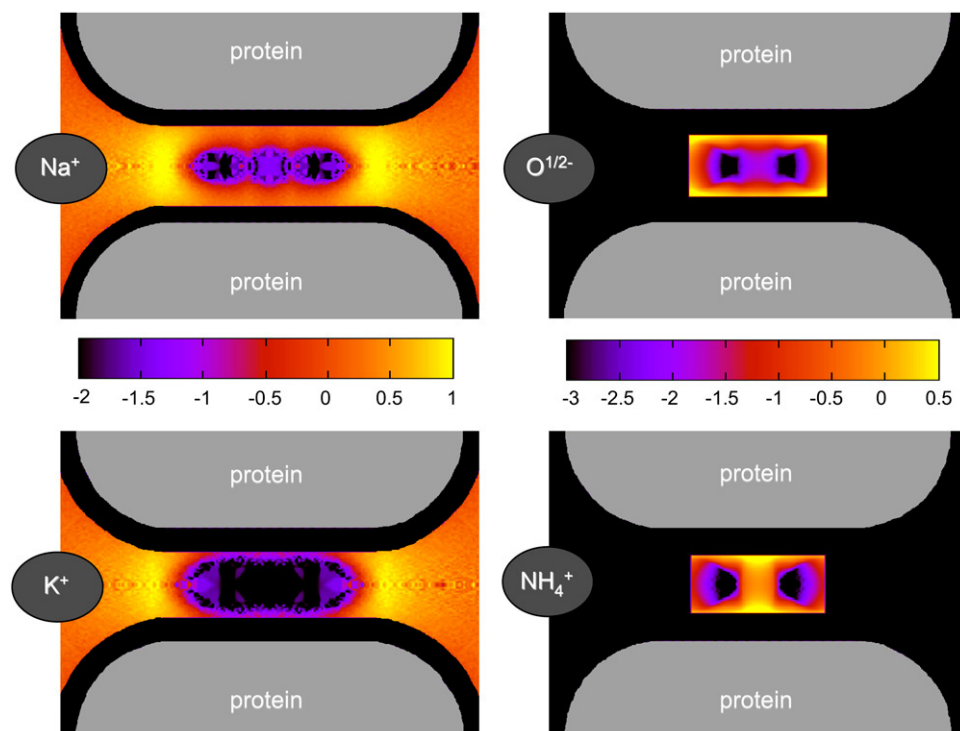 protein
protein
Na⁺
O¹/²⁻
protein
protein
-2 -1.5 -1 -0.5 0 0.5 1
-3 -2.5 -2 -1.5 -1 -0.5 0 0.5
protein
protein
K⁺
NH₄⁺
protein
protein